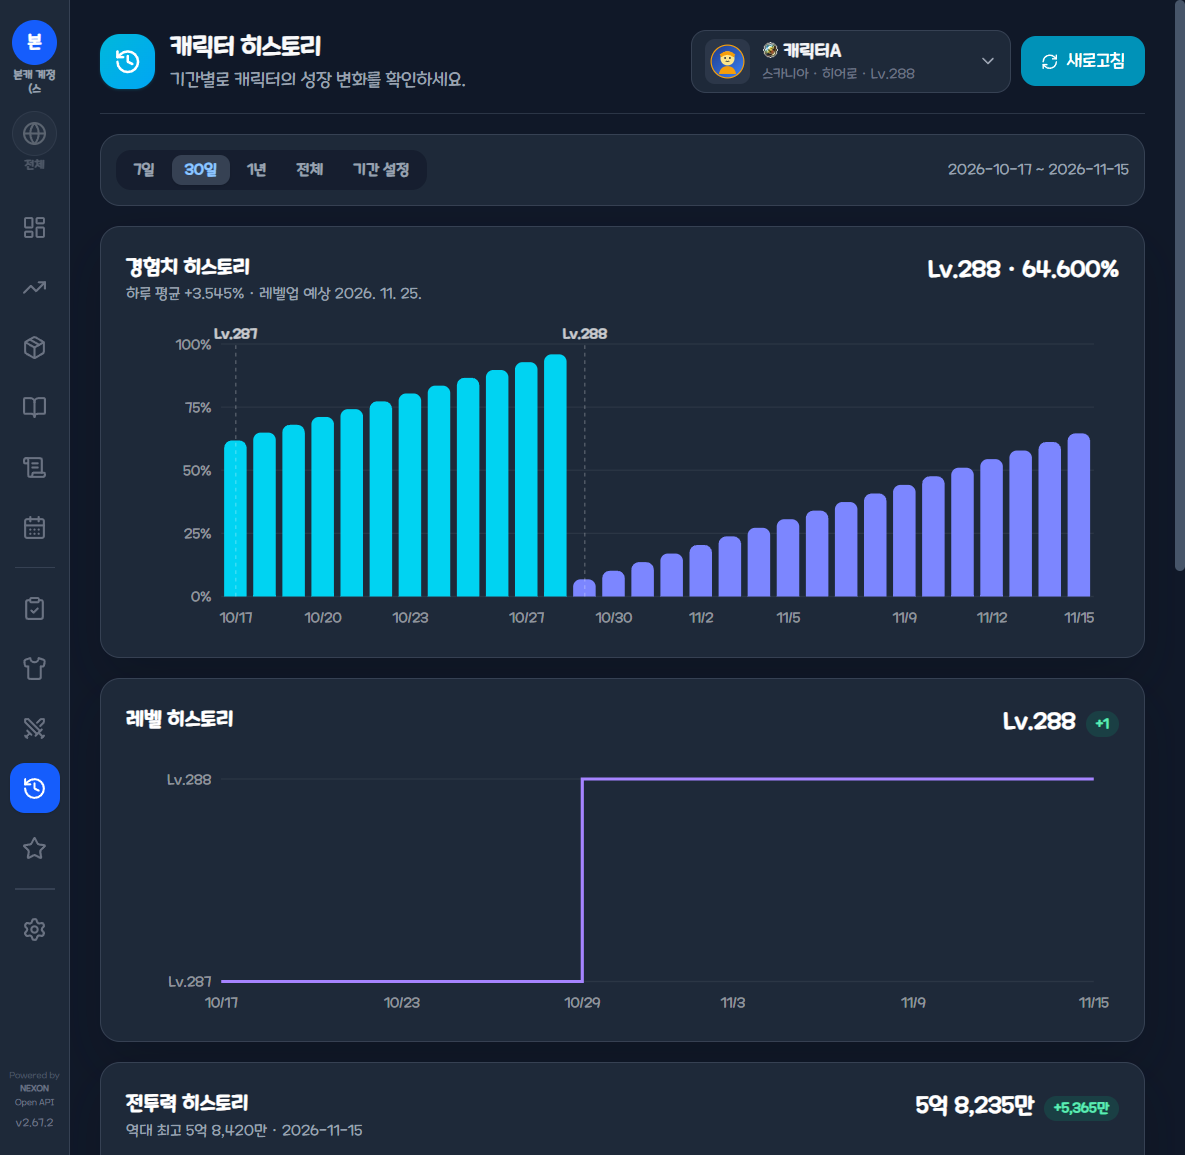 본
본캐 계정
(스
전체
Powered by
NEXON
Open API
v2.67.2
캐릭터 히스토리
기간별로 캐릭터의 성장 변화를 확인하세요.
캐릭터A
스카니아 · 히어로 · Lv.288
새로고침
7일
30일
1년
전체
기간 설정
2026-10-17 ~ 2026-11-15
경험치 히스토리
하루 평균 +3.545% · 레벨업 예상 2026. 11. 25.
Lv.288 · 64.600%
Lv.287
Lv.288
100%
75%
50%
25%
0%
10/17
10/20
10/23
10/27
10/30
11/2
11/5
11/9
11/12
11/15
레벨 히스토리
Lv.288
+1
Lv.288
Lv.287
10/17
10/23
10/29
11/3
11/9
11/15
전투력 히스토리
역대 최고 5억 8,420만 · 2026-11-15
5억 8,235만
+5,365만